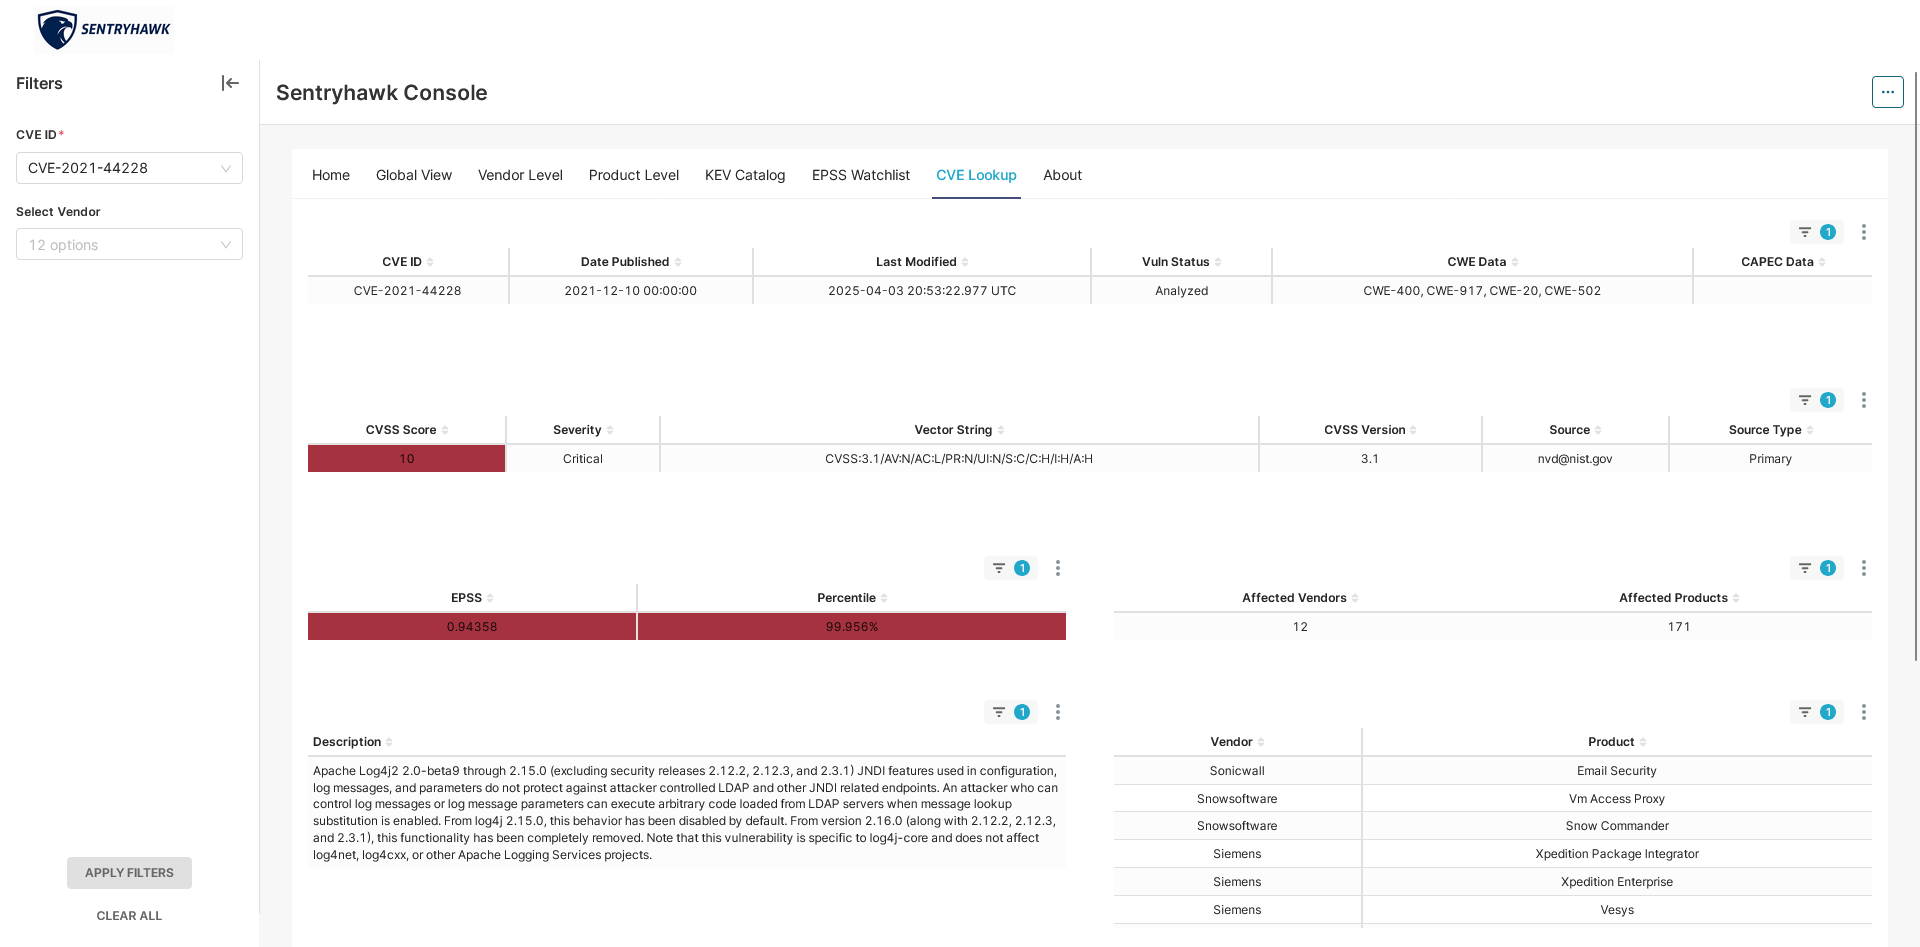 SENTRYHAWK
Filters
CVE ID*
CVE-2021-44228
Select Vendor
12 options
APPLY FILTERS
CLEAR ALL
Sentryhawk Console
Home Global View Vendor Level Product Level KEV Catalog EPSS Watchlist CVE Lookup About
1
CVE ID Date Published Last Modified Vuln Status CWE Data CAPEC Data
CVE-2021-44228 2021-12-10 00:00:00 2025-04-03 20:53:22.977 UTC Analyzed CWE-400, CWE-917, CWE-20, CWE-502
1
CVSS Score Severity Vector String CVSS Version Source Source Type
10 Critical CVSS:3.1/AV:N/AC:L/PR:N/UI:N/S:C/C:H/I:H/A:H 3.1 nvd@nist.gov Primary
1
EPSS Percentile
0.94358 99.956%
1
Affected Vendors Affected Products
12 171
1
Description
Apache Log4j2 2.0-beta9 through 2.15.0 (excluding security releases 2.12.2, 2.12.3, and 2.3.1) JNDI features used in configuration,
log messages, and parameters do not protect against attacker controlled LDAP and other JNDI related endpoints. An attacker who can
control log messages or log message parameters can execute arbitrary code loaded from LDAP servers when message lookup
substitution is enabled. From log4j 2.15.0, this behavior has been disabled by default. From version 2.16.0 (along with 2.12.2, 2.12.3,
and 2.3.1), this functionality has been completely removed. Note that this vulnerability is specific to log4j-core and does not affect
log4net, log4cxx, or other Apache Logging Services projects.
1
Vendor Product
Sonicwall Email Security
Snowsoftware Vm Access Proxy
Snowsoftware Snow Commander
Siemens Xpedition Package Integrator
Siemens Xpedition Enterprise
Siemens Vesys